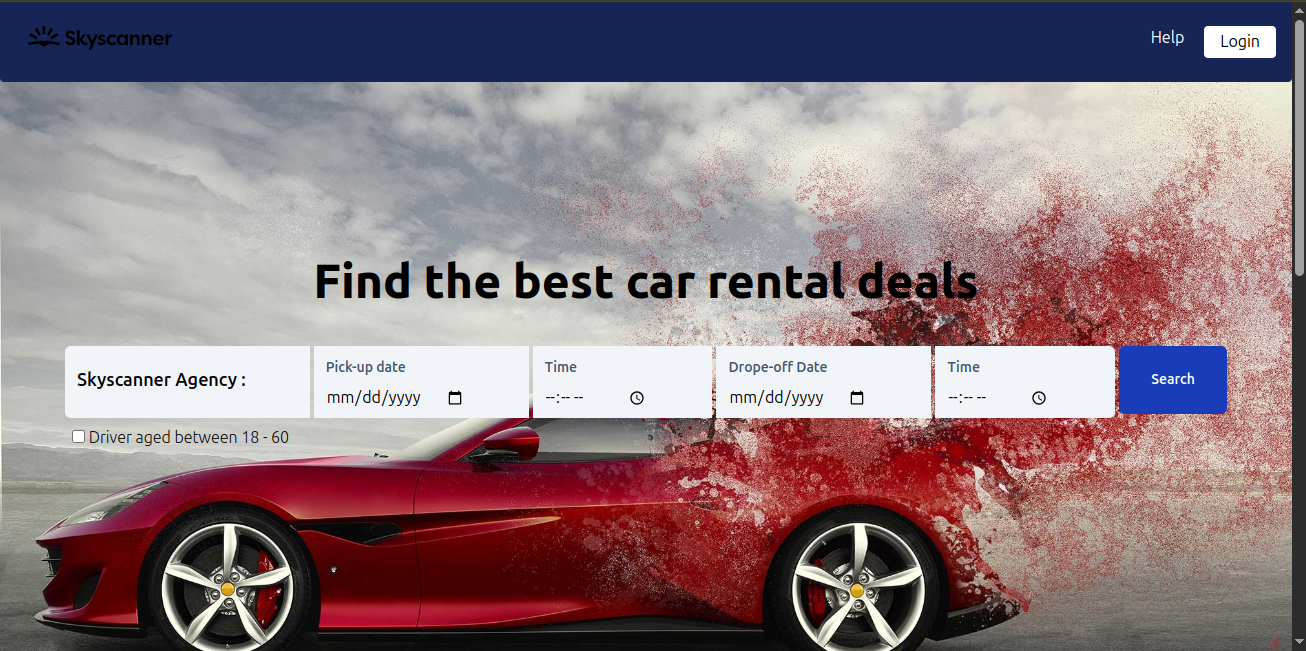 Skyscanner
Help
Login
Find the best car rental deals
Skyscanner Agency :
Pick-up date
mm/dd/yyyy
Time
--:-- --
Drope-off Date
mm/dd/yyyy
Time
--:-- --
Search
Driver aged between 18 - 60